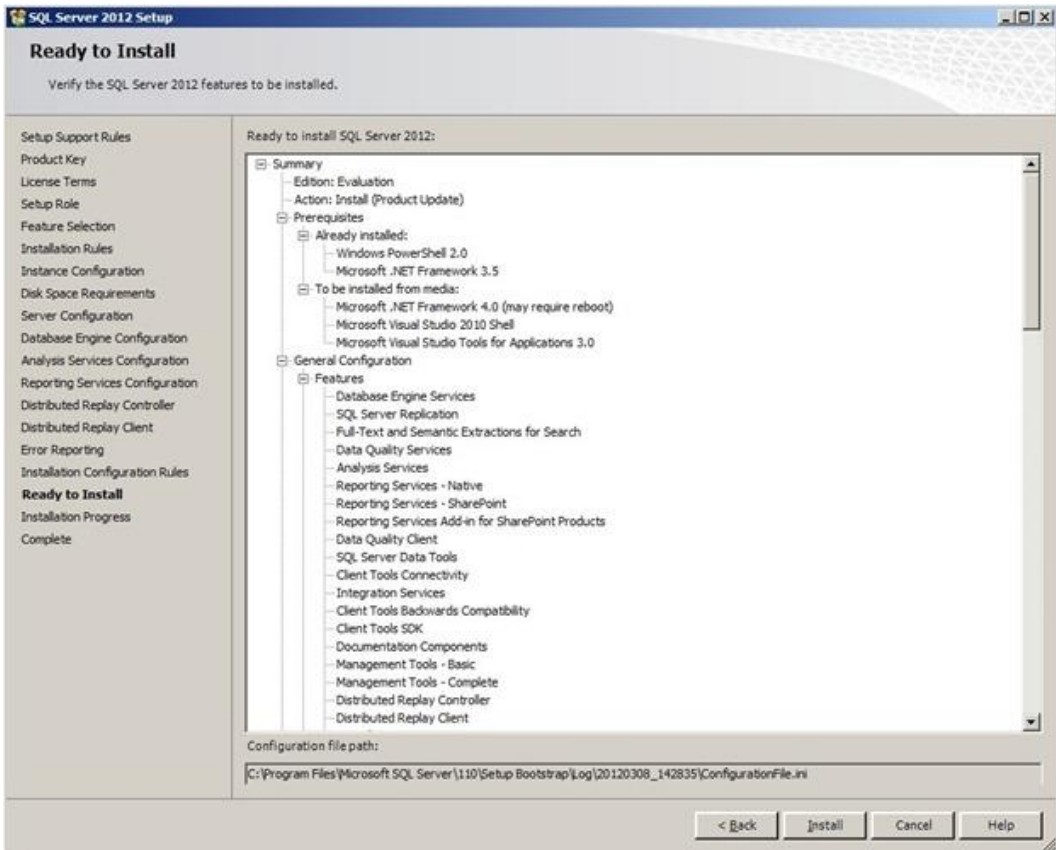 SQL Server 2012 Setup
Ready to Install
Verify the SQL Server 2012 features to be installed.
Setup Support Rules
Product Key
License Terms
Setup Role
Feature Selection
Installation Rules
Instance Configuration
Disk Space Requirements
Server Configuration
Database Engine Configuration
Analysis Services Configuration
Reporting Services Configuration
Distributed Replay Controller
Distributed Replay Client
Error Reporting
Installation Configuration Rules
Ready to Install
Installation Progress
Complete
Ready to install SQL Server 2012:
Summary
Edition: Evaluation
Action: Install (Product Update)
Prerequisites
Already installed:
Windows PowerShell 2.0
Microsoft .NET Framework 3.5
To be installed from media:
Microsoft .NET Framework 4.0 (may require reboot)
Microsoft Visual Studio 2010 Shell
Microsoft Visual Studio Tools for Applications 3.0
General Configuration
Features
Database Engine Services
SQL Server Replication
Full-Text and Semantic Extractions for Search
Data Quality Services
Analysis Services
Reporting Services - Native
Reporting Services - SharePoint
Reporting Services Add-in for SharePoint Products
Data Quality Client
SQL Server Data Tools
Client Tools Connectivity
Integration Services
Client Tools Backwards Compatibility
Client Tools SDK
Documentation Components
Management Tools - Basic
Management Tools - Complete
Distributed Replay Controller
Distributed Replay Client
Configuration file path:
C:\Program Files\Microsoft SQL Server\110\Setup Bootstrap\Log\20120308_142835\ConfigurationFile.ini
< Back
Install
Cancel
Help